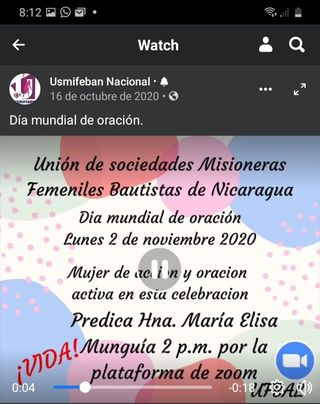 8:12
Watch
Usmifeban Nacional
16 de octubre de 2020
Día mundial de oración.
Unión de sociedades Misioneras
Femeniles Bautistas de Nicaragua
Dia mundial de oración
Lunes 2 de noviembre 2020
Mujer de acción y oracion
activa en esta celebracion
Predica Hna. María Elisa
¡VIDA!
Munguía 2 p.m. por la
plataforma de zoom
0:04
-0:18